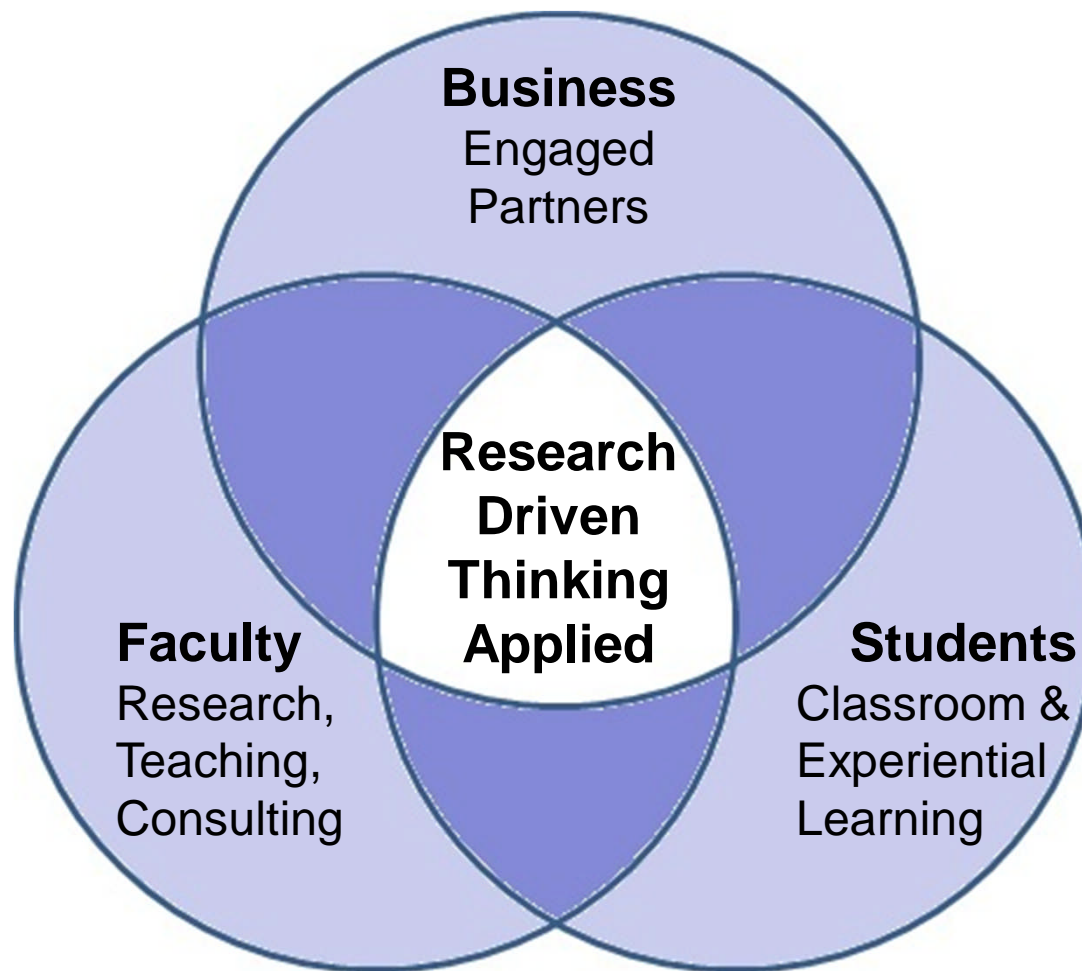 Business
Engaged
Partners
Research
Driven
Thinking
Applied
Faculty
Research,
Teaching,
Consulting
Students
Classroom &
Experiential
Learning